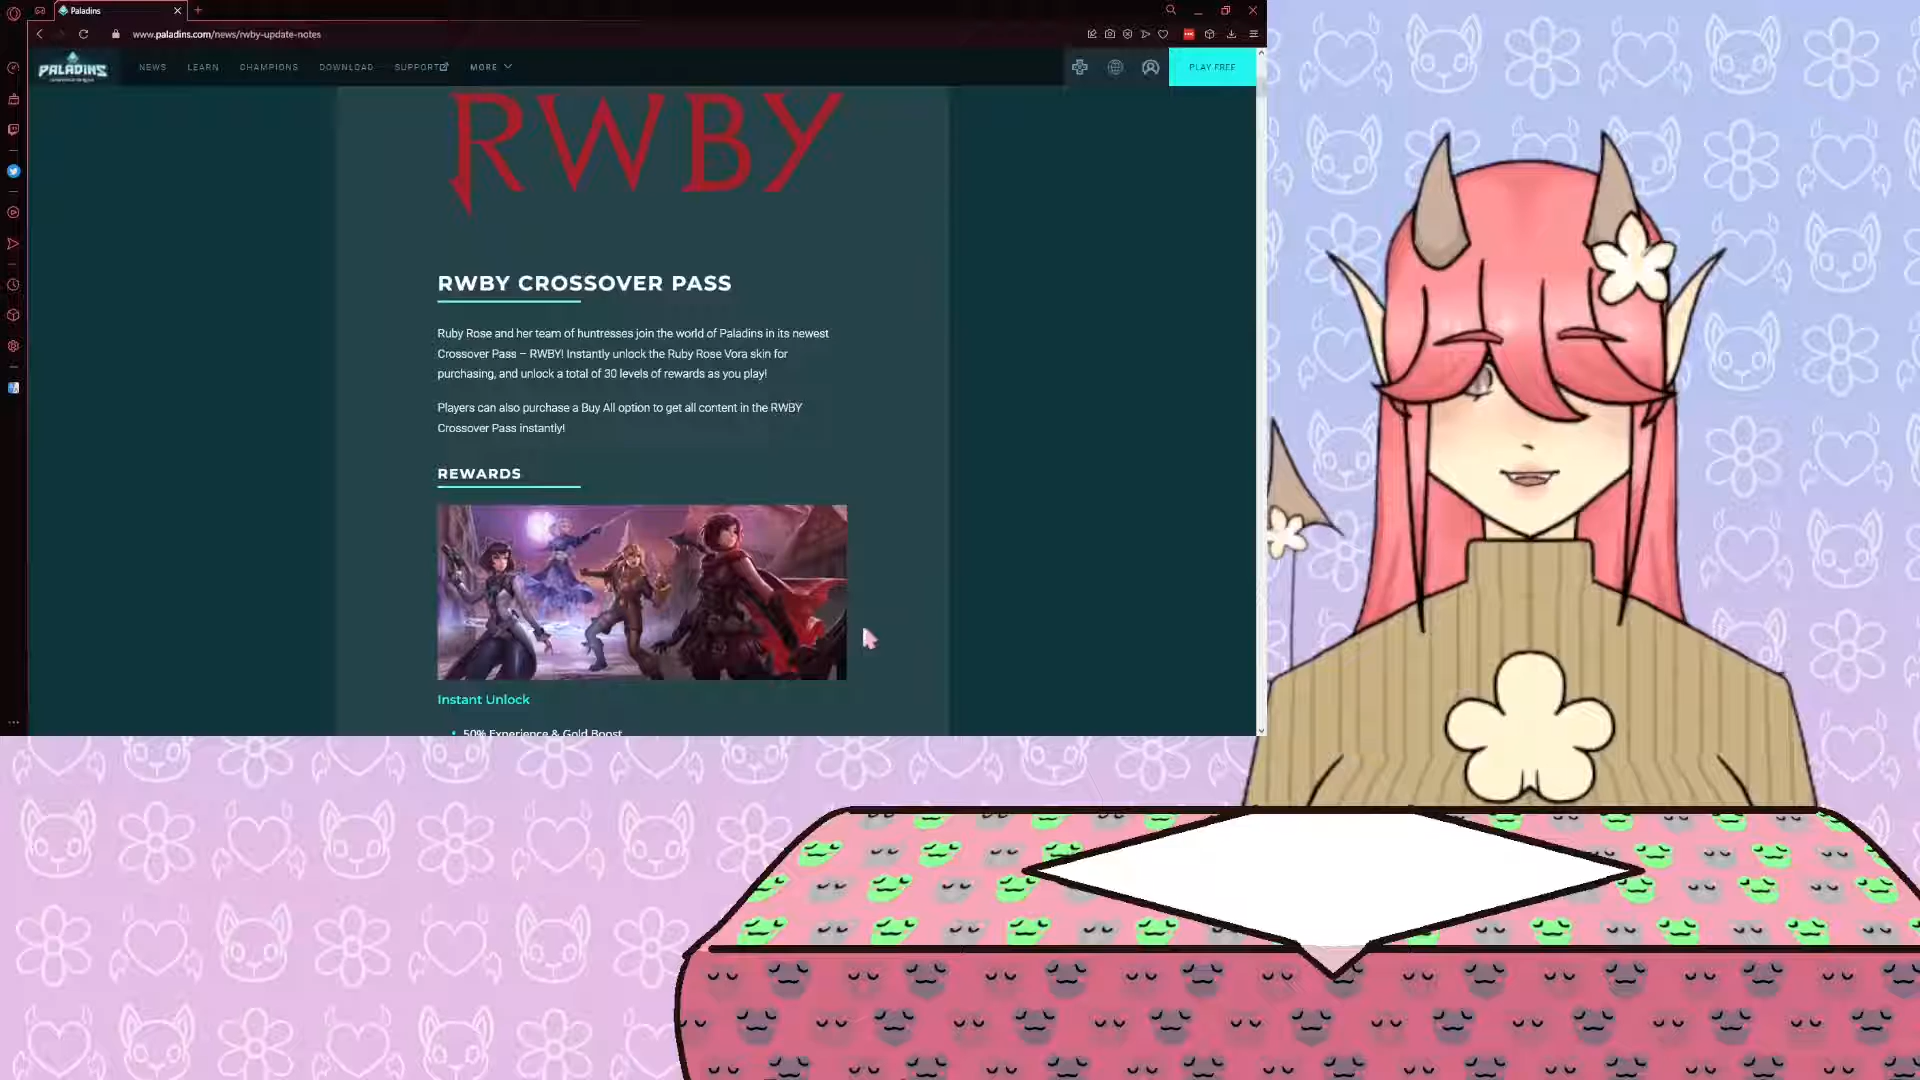 Paladins
www.paladins.com/news/rwby-update-notes
PALADINS
NEWS LEARN CHAMPIONS DOWNLOAD SUPPORT MORE
PLAY FREE
RWBY
RWBY CROSSOVER PASS
Ruby Rose and her team of huntresses join the world of Paladins in its newest
Crossover Pass – RWBY! Instantly unlock the Ruby Rose Vora skin for
purchasing, and unlock a total of 30 levels of rewards as you play!
Players can also purchase a Buy All option to get all content in the RWBY
Crossover Pass instantly!
REWARDS
Instant Unlock
50% Experience & Gold Boost